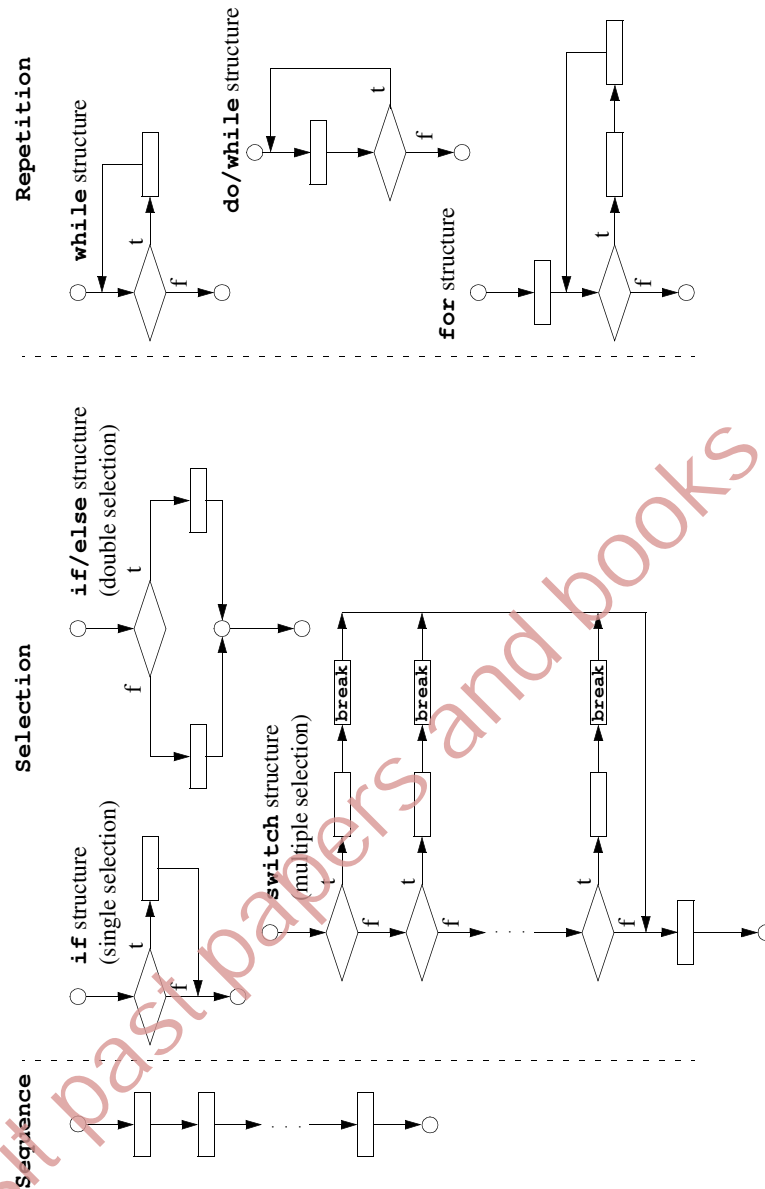 Sequence
Selection
if structure
(single selection)
t
f
if/else structure
(double selection)
f
t
switch structure
(multiple selection)
t
break
f
t
break
f
. . .
t
break
f
Repetition
while structure
t
f
do/while structure
t
f
for structure
t
f
. . .
past papers and books